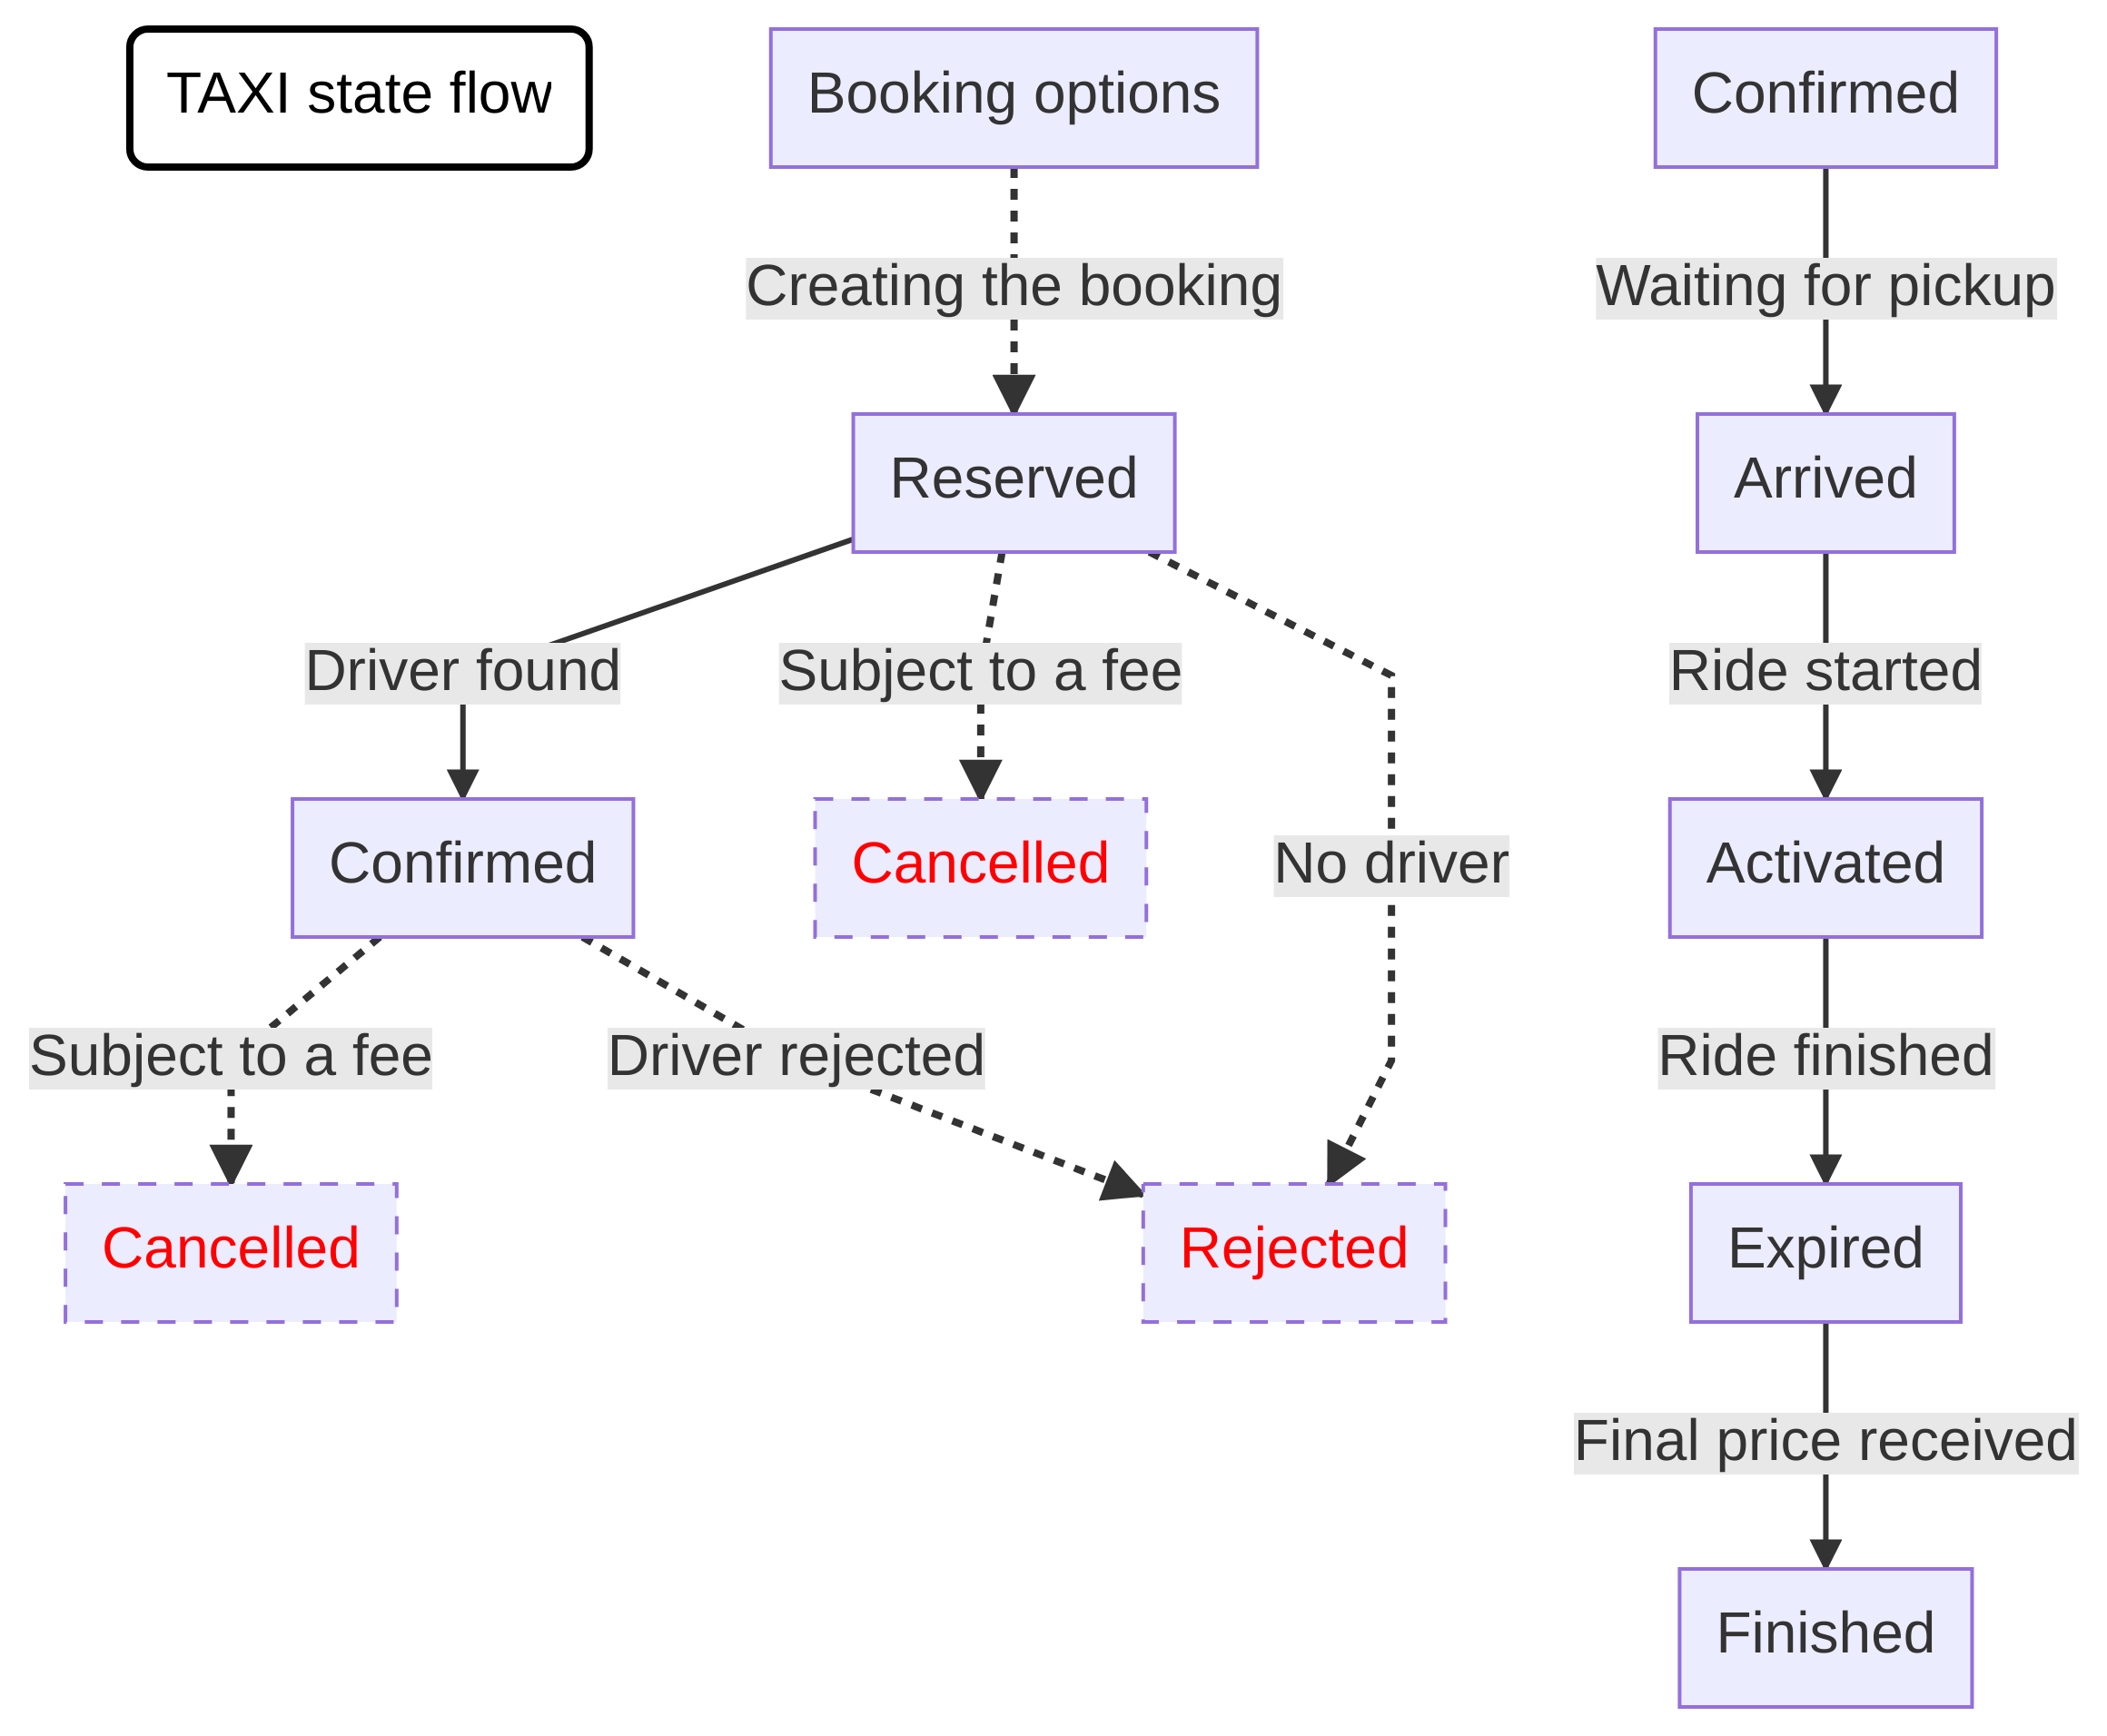 TAXI state flow
Booking options
Confirmed
Creating the booking
Waiting for pickup
Reserved
Arrived
Driver found
Subject to a fee
Ride started
Confirmed
Cancelled
No driver
Activated
Subject to a fee
Driver rejected
Ride finished
Cancelled
Rejected
Expired
Final price received
Finished